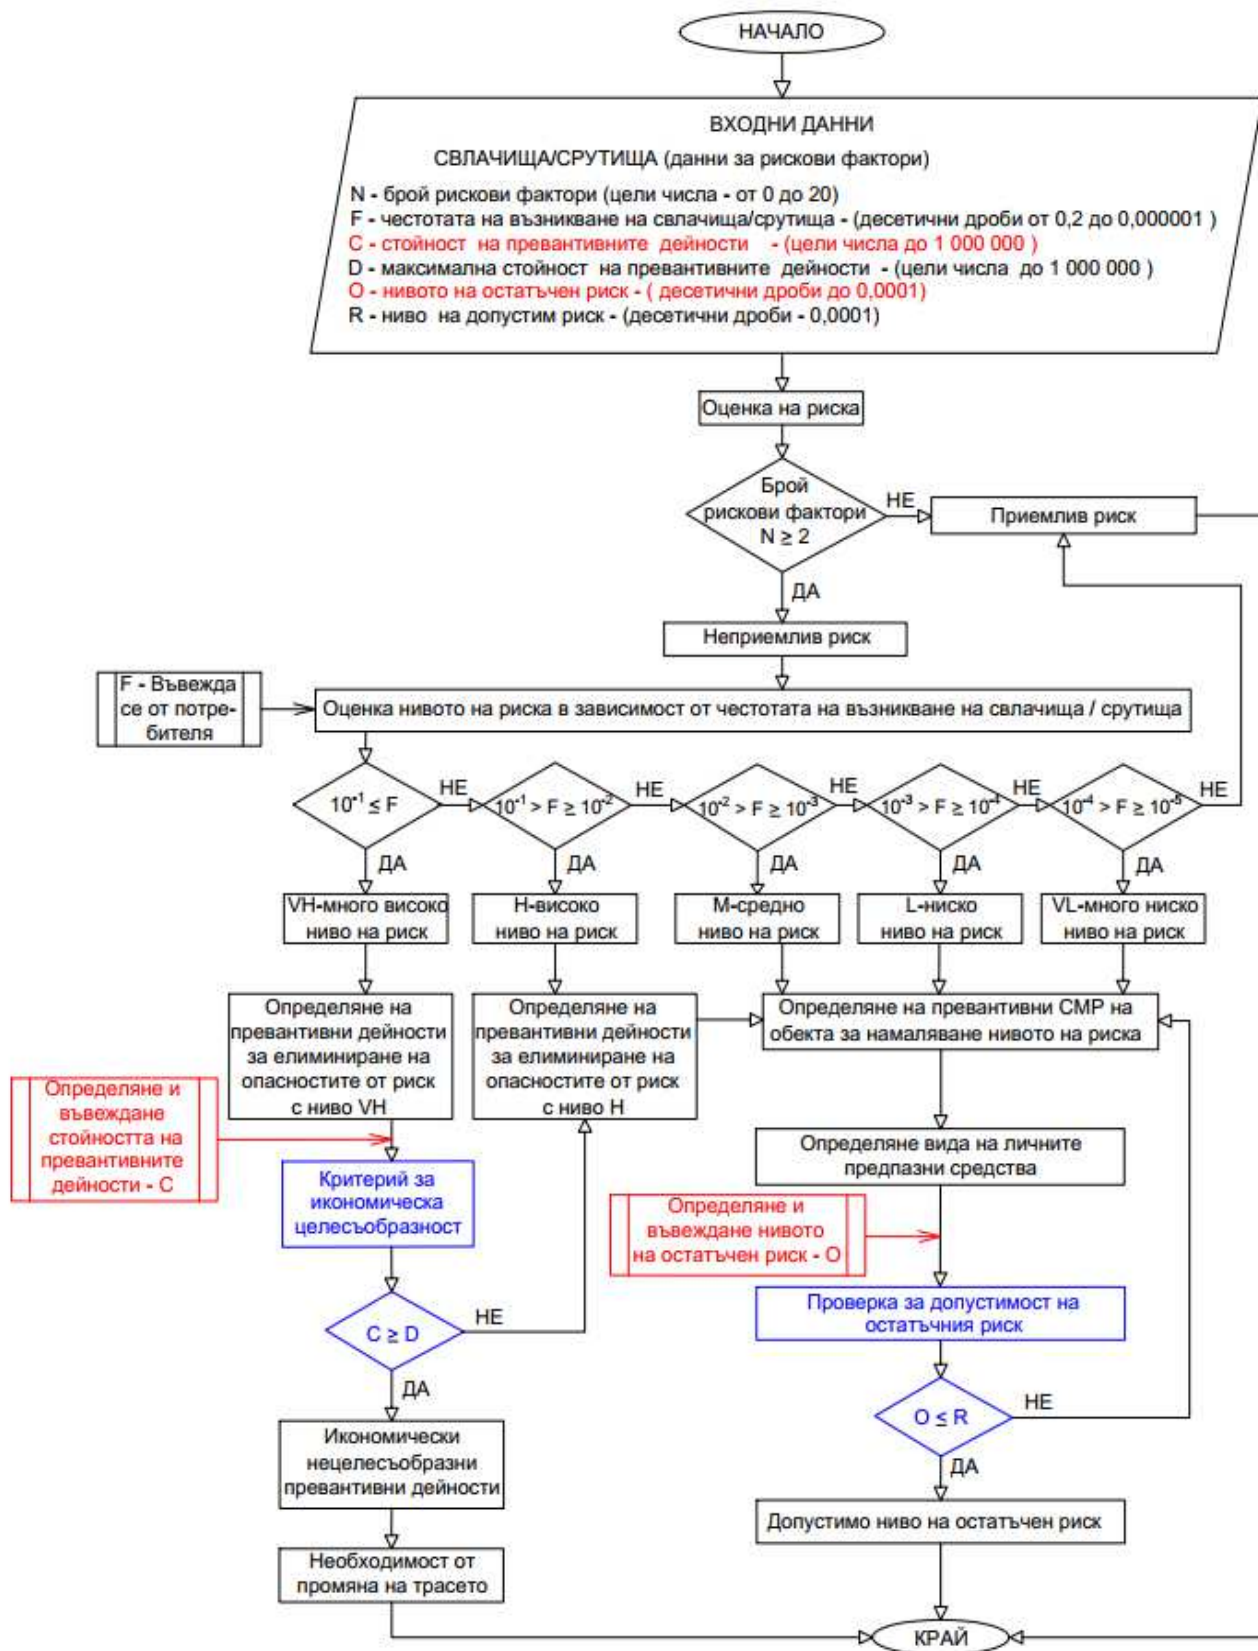 НАЧАЛО
ВХОДНИ ДАННИ
СВЛАЧИЩА/СРУТИЩА (данни за рискови фактори)
N - брой рискови фактори (цели числа - от 0 до 20)
F - честотата на възникване на свлачища/срутища - (десетични дроби от 0,2 до 0,000001 )
C - стойност на превантивните дейности - (цели числа до 1 000 000 )
D - максимална стойност на превантивните дейности - (цели числа до 1 000 000 )
O - нивото на остатъчен риск - ( десетични дроби до 0,0001)
R - ниво на допустим риск - (десетични дроби - 0,0001)
Оценка на риска
Брой
рискови фактори
N ≥ 2
НЕ
Приемлив риск
ДА
Неприемлив риск
F - Въвежда
се от потре-
бителя
Оценка нивото на риска в зависимост от честотата на възникване на свлачища / срутища
10⁻¹ ≤ F
НЕ
10⁻¹ > F ≥ 10⁻²
НЕ
10⁻² > F ≥ 10⁻³
НЕ
10⁻³ > F ≥ 10⁻⁴
НЕ
10⁻⁴ > F ≥ 10⁻⁵
НЕ
ДА
ДА
ДА
ДА
ДА
VH-много високо
ниво на риск
H-високо
ниво на риск
M-средно
ниво на риск
L-ниско
ниво на риск
VL-много ниско
ниво на риск
Определяне на
превантивни дейности
за елиминиране на
опасностите от риск
с ниво VH
Определяне на
превантивни дейности
за елиминиране на
опасностите от риск
с ниво H
Определяне на превантивни СМР на
обекта за намаляване нивото на риска
Определяне и
въвеждане
стойността на
превантивните
дейности - C
Определяне вида на личните
предпазни средства
Критерий за
икономическа
целесъобразност
Определяне и
въвеждане нивото
на остатъчен риск - O
Проверка за допустимост на
остатъчния риск
C ≥ D
НЕ
ДА
O ≤ R
НЕ
ДА
Икономически
нецелесъобразни
превантивни дейности
Допустимо ниво на остатъчен риск
Необходимост от
промяна на трасето
КРАЙ